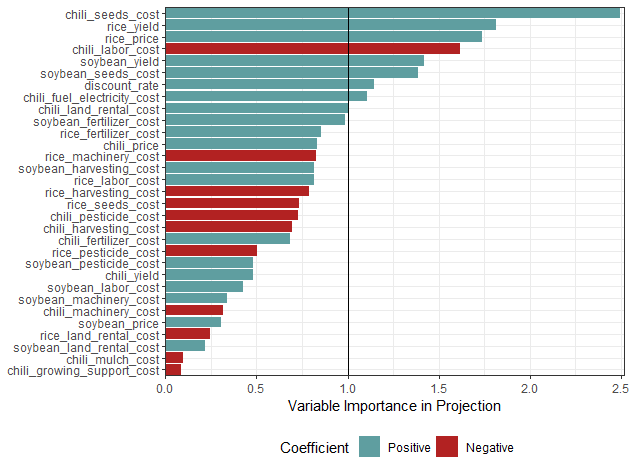 chili_seeds_cost
rice_yield
rice_price
chili_labor_cost
soybean_yield
soybean_seeds_cost
discount_rate
chili_fuel_electricity_cost
chili_land_rental_cost
soybean_fertilizer_cost
rice_fertilizer_cost
chili_price
rice_machinery_cost
soybean_harvesting_cost
rice_labor_cost
rice_harvesting_cost
rice_seeds_cost
chili_pesticide_cost
chili_harvesting_cost
chili_fertilizer_cost
rice_pesticide_cost
soybean_pesticide_cost
chili_yield
soybean_labor_cost
soybean_machinery_cost
chili_machinery_cost
soybean_price
rice_land_rental_cost
soybean_land_rental_cost
chili_mulch_cost
chili_growing_support_cost
0.0 0.5 1.0 1.5 2.0 2.5
Variable Importance in Projection
Coefficient Positive Negative